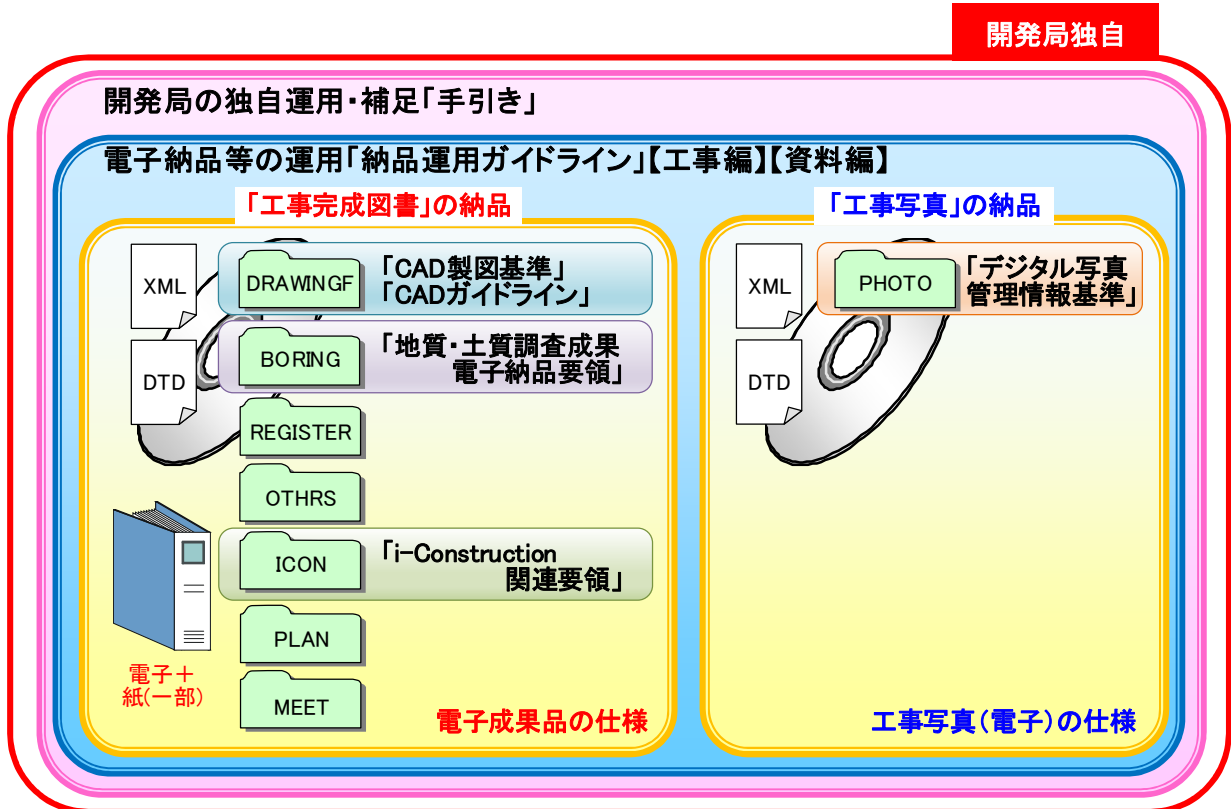 開発局独自
開発局の独自運用・補足「手引き」
電子納品等の運用「納品運用ガイドライン」【工事編】【資料編】
「工事完成図書」の納品
XML
DTD
DRAWINGF
「CAD製図基準」
「CADガイドライン」
BORING
「地質・土質調査成果
電子納品要領」
REGISTER
OTHRS
ICON
「i-Construction
関連要領」
PLAN
MEET
電子＋
紙(一部)
電子成果品の仕様
「工事写真」の納品
XML
DTD
PHOTO
「デジタル写真
管理情報基準」
工事写真（電子）の仕様